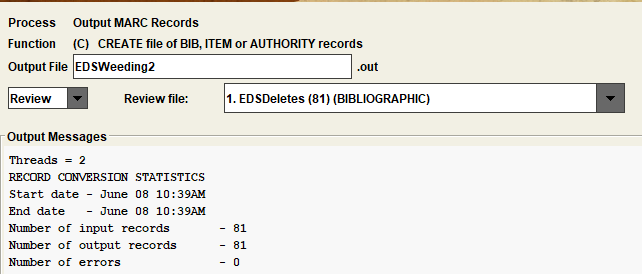 Process Output MARC Records
Function (C) CREATE file of BIB, ITEM or AUTHORITY records
Output File EDSWeeding2 .out
Review Review file: 1. EDSDeletes (81) (BIBLIOGRAPHIC)
Output Messages
Threads = 2
RECORD CONVERSION STATISTICS
Start date - June 08 10:39AM
End date - June 08 10:39AM
Number of input records - 81
Number of output records - 81
Number of errors - 0